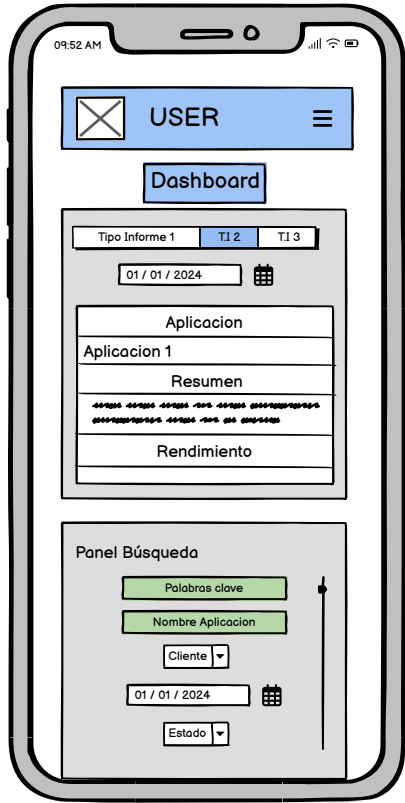 09:52 AM
USER
Dashboard
Tipo Informe 1 T.I 2 T.I 3
01 / 01 / 2024
Aplicacion
Aplicacion 1
Resumen
Rendimiento
Panel Búsqueda
Palabras clave
Nombre Aplicacion
Cliente
01 / 01 / 2024
Estado